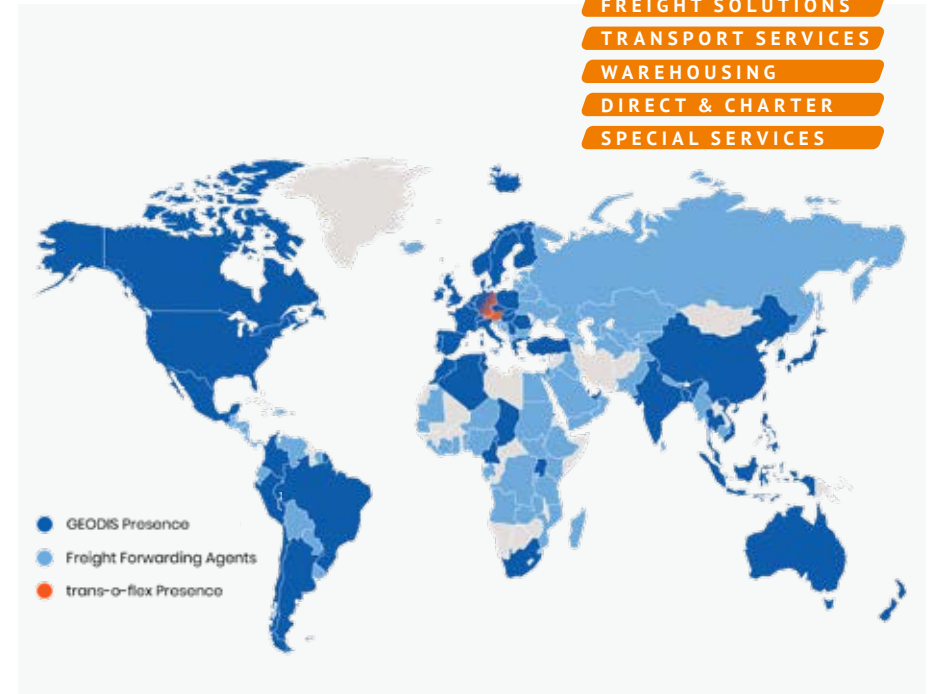 FREIGHT SOLUTIONS
TRANSPORT SERVICES
WAREHOUSING
DIRECT & CHARTER
SPECIAL SERVICES
GEODIS Presence
Freight Forwarding Agents
trans-o-flex Presence